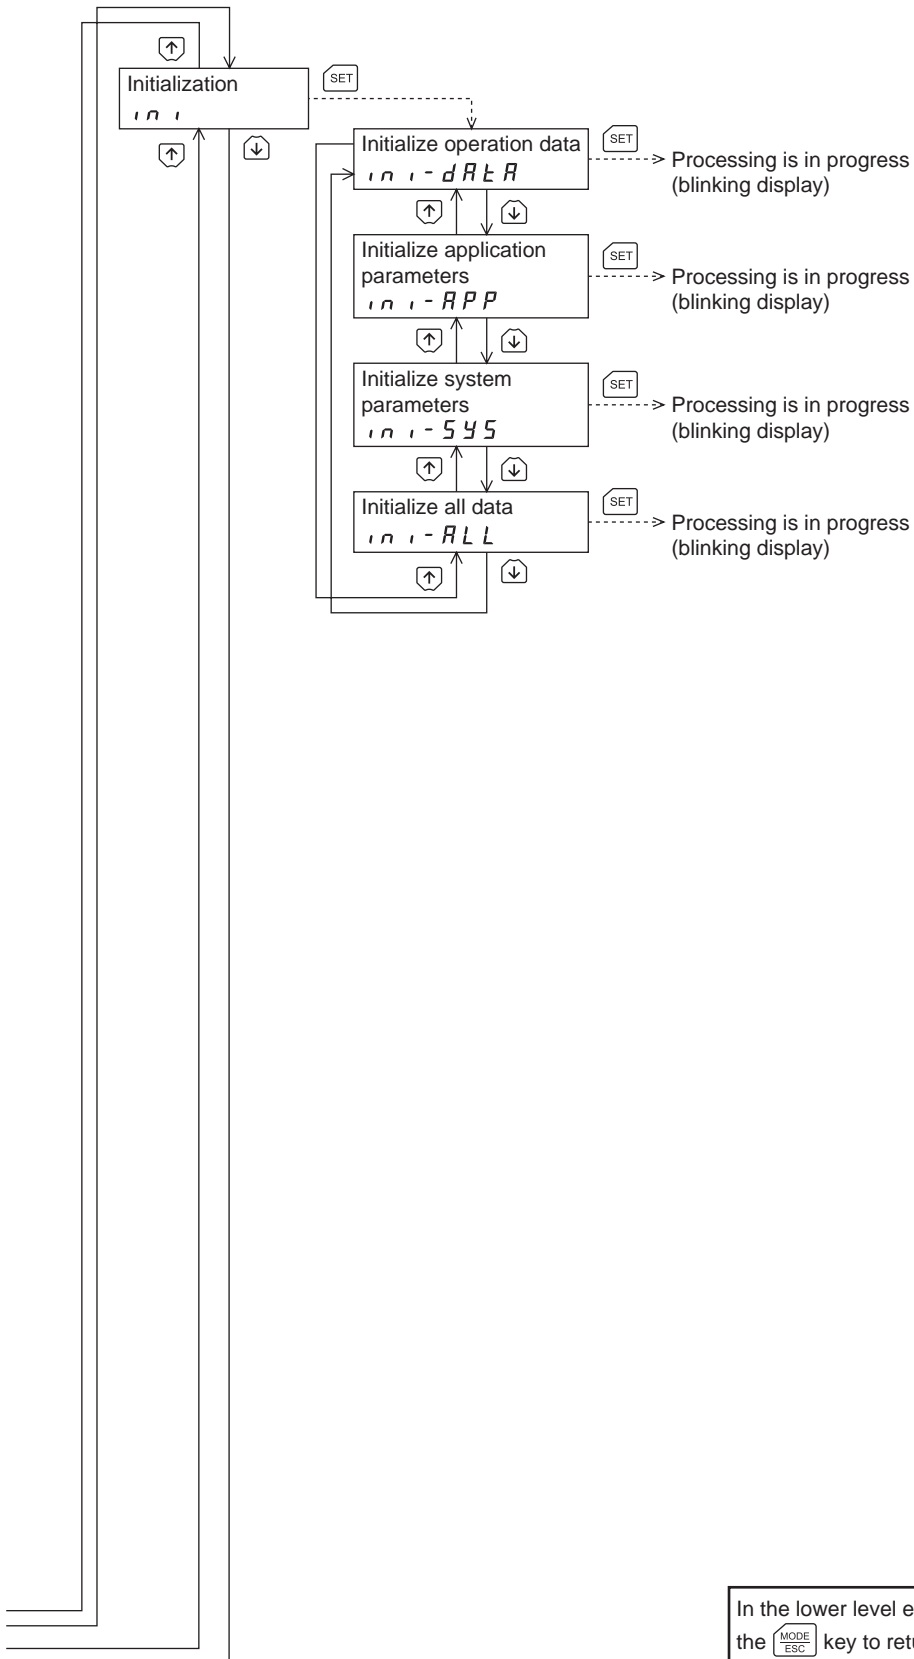 ↑
Initialization
SET
ini
↑
↓
Initialize operation data
SET
ini-dAtA
Processing is in progress
(blinking display)
↑
↓
Initialize application
parameters
SET
ini-APP
Processing is in progress
(blinking display)
↑
↓
Initialize system
parameters
SET
ini-SYS
Processing is in progress
(blinking display)
↑
↓
Initialize all data
SET
ini-ALL
Processing is in progress
(blinking display)
↑
↓
In the lower level e
the MODE ESC key to retu